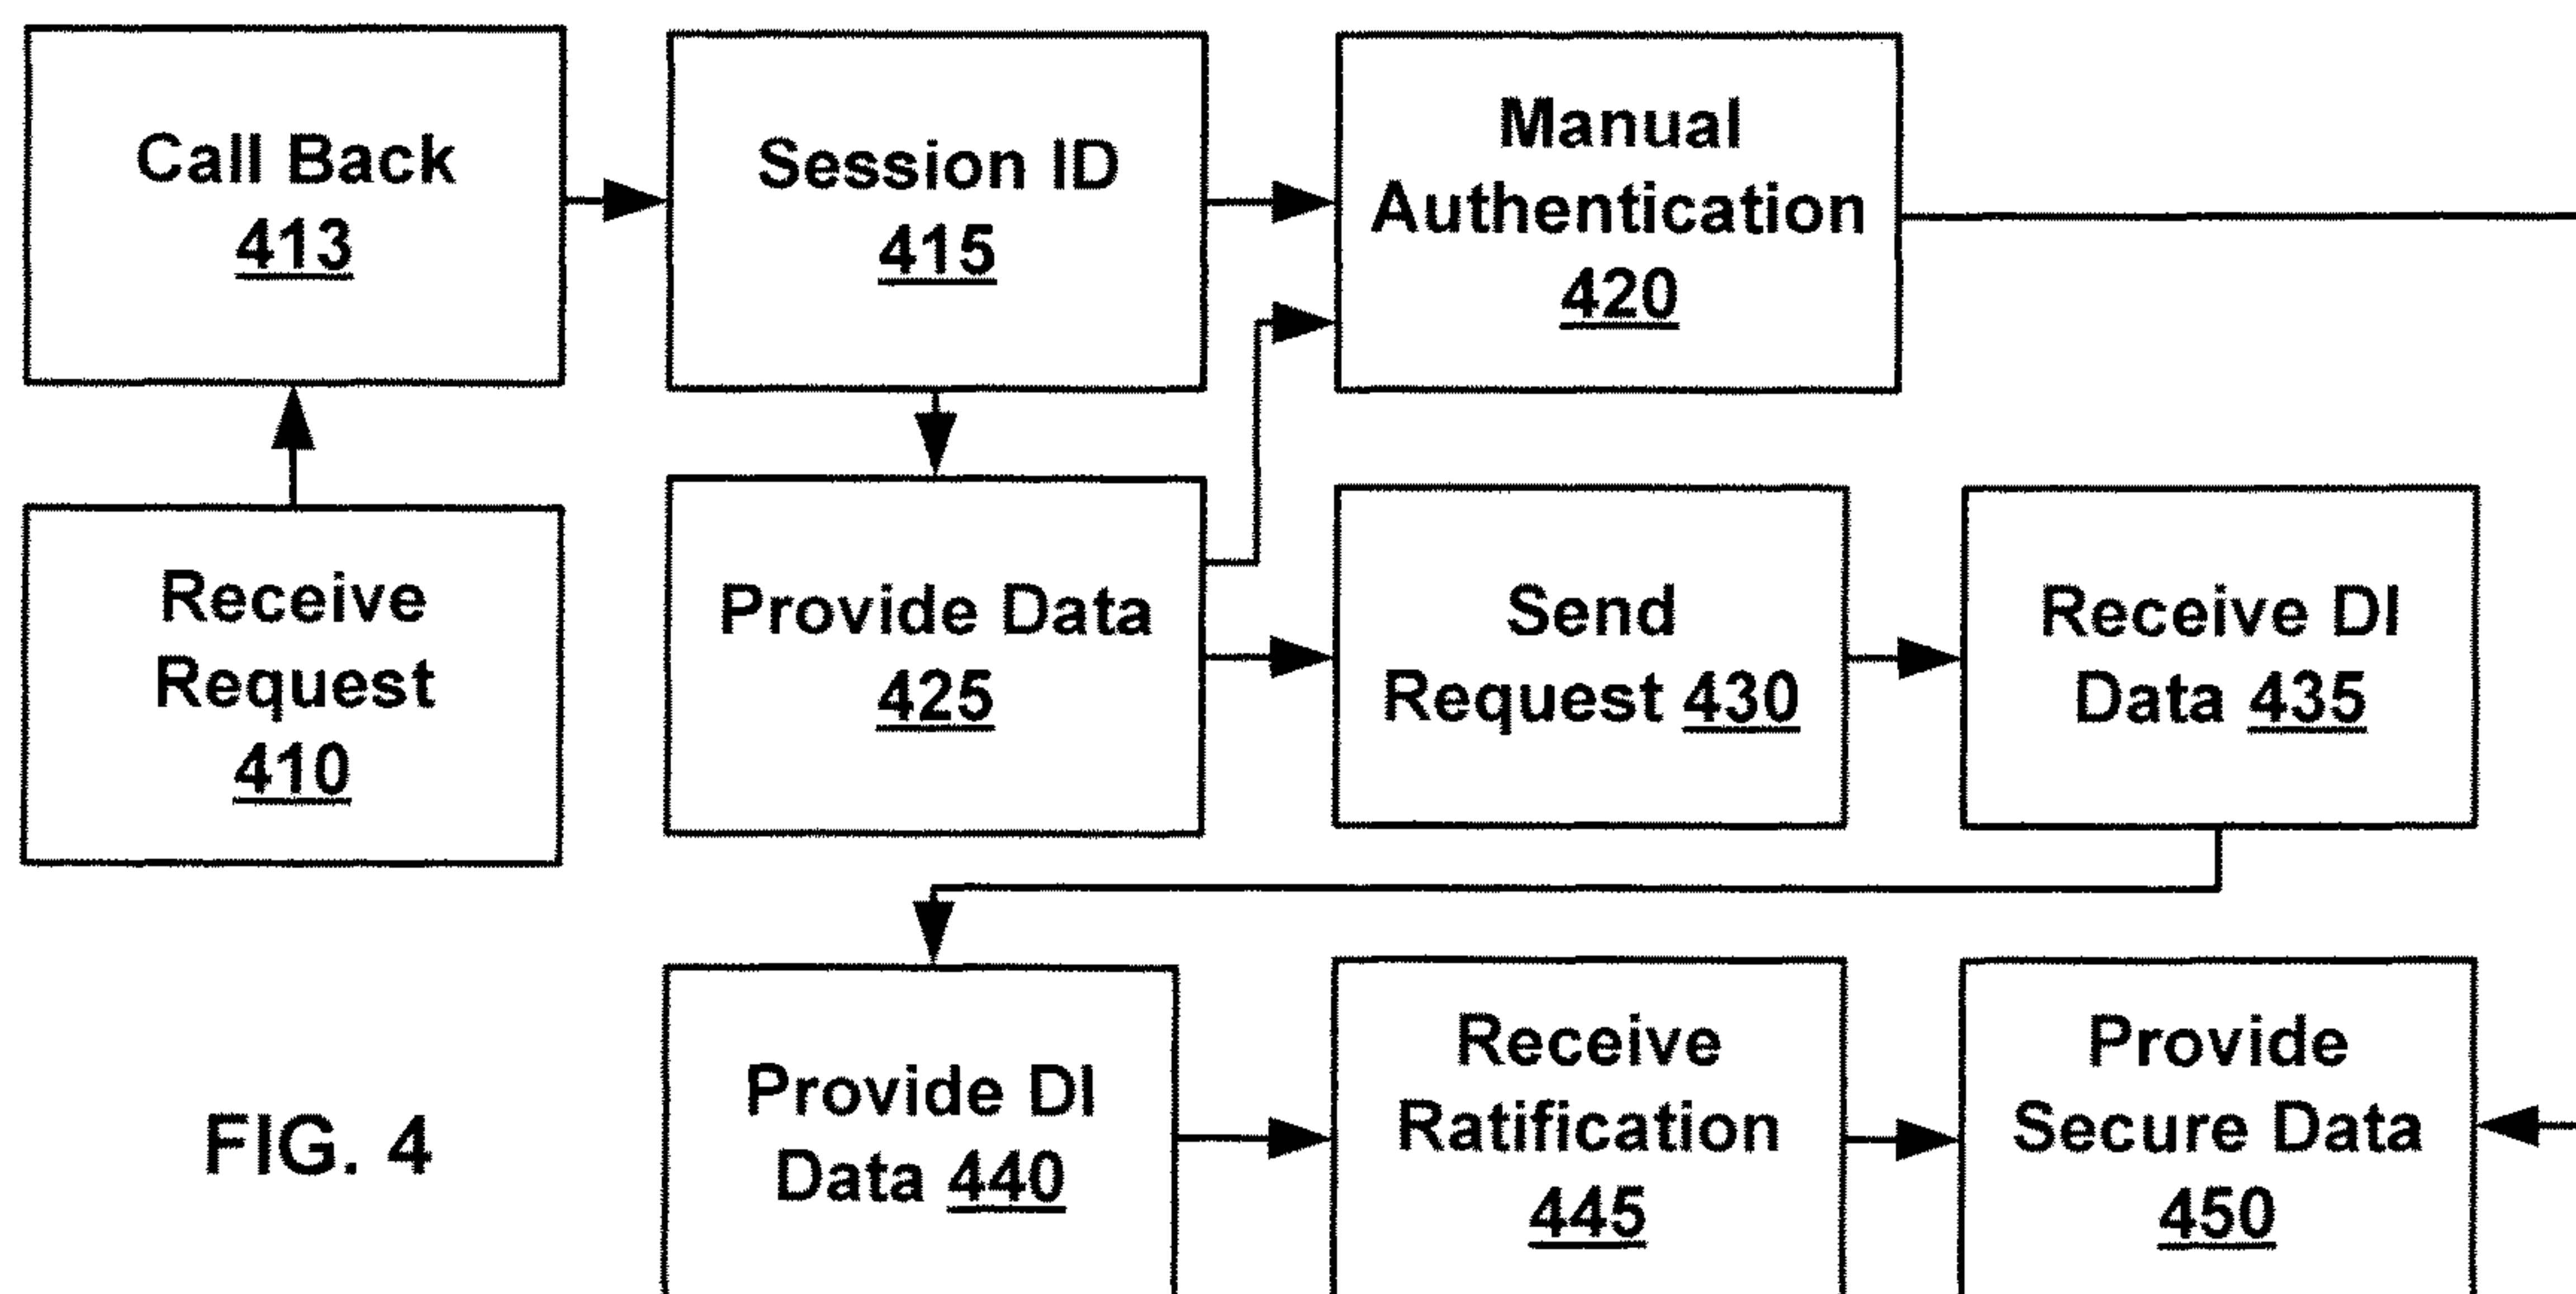 Call Back
413
Session ID
415
Manual
Authentication
420
Receive
Request
410
Provide Data
425
Send
Request 430
Receive DI
Data 435
Provide DI
Data 440
Receive
Ratification
445
Provide
Secure Data
450
FIG. 4